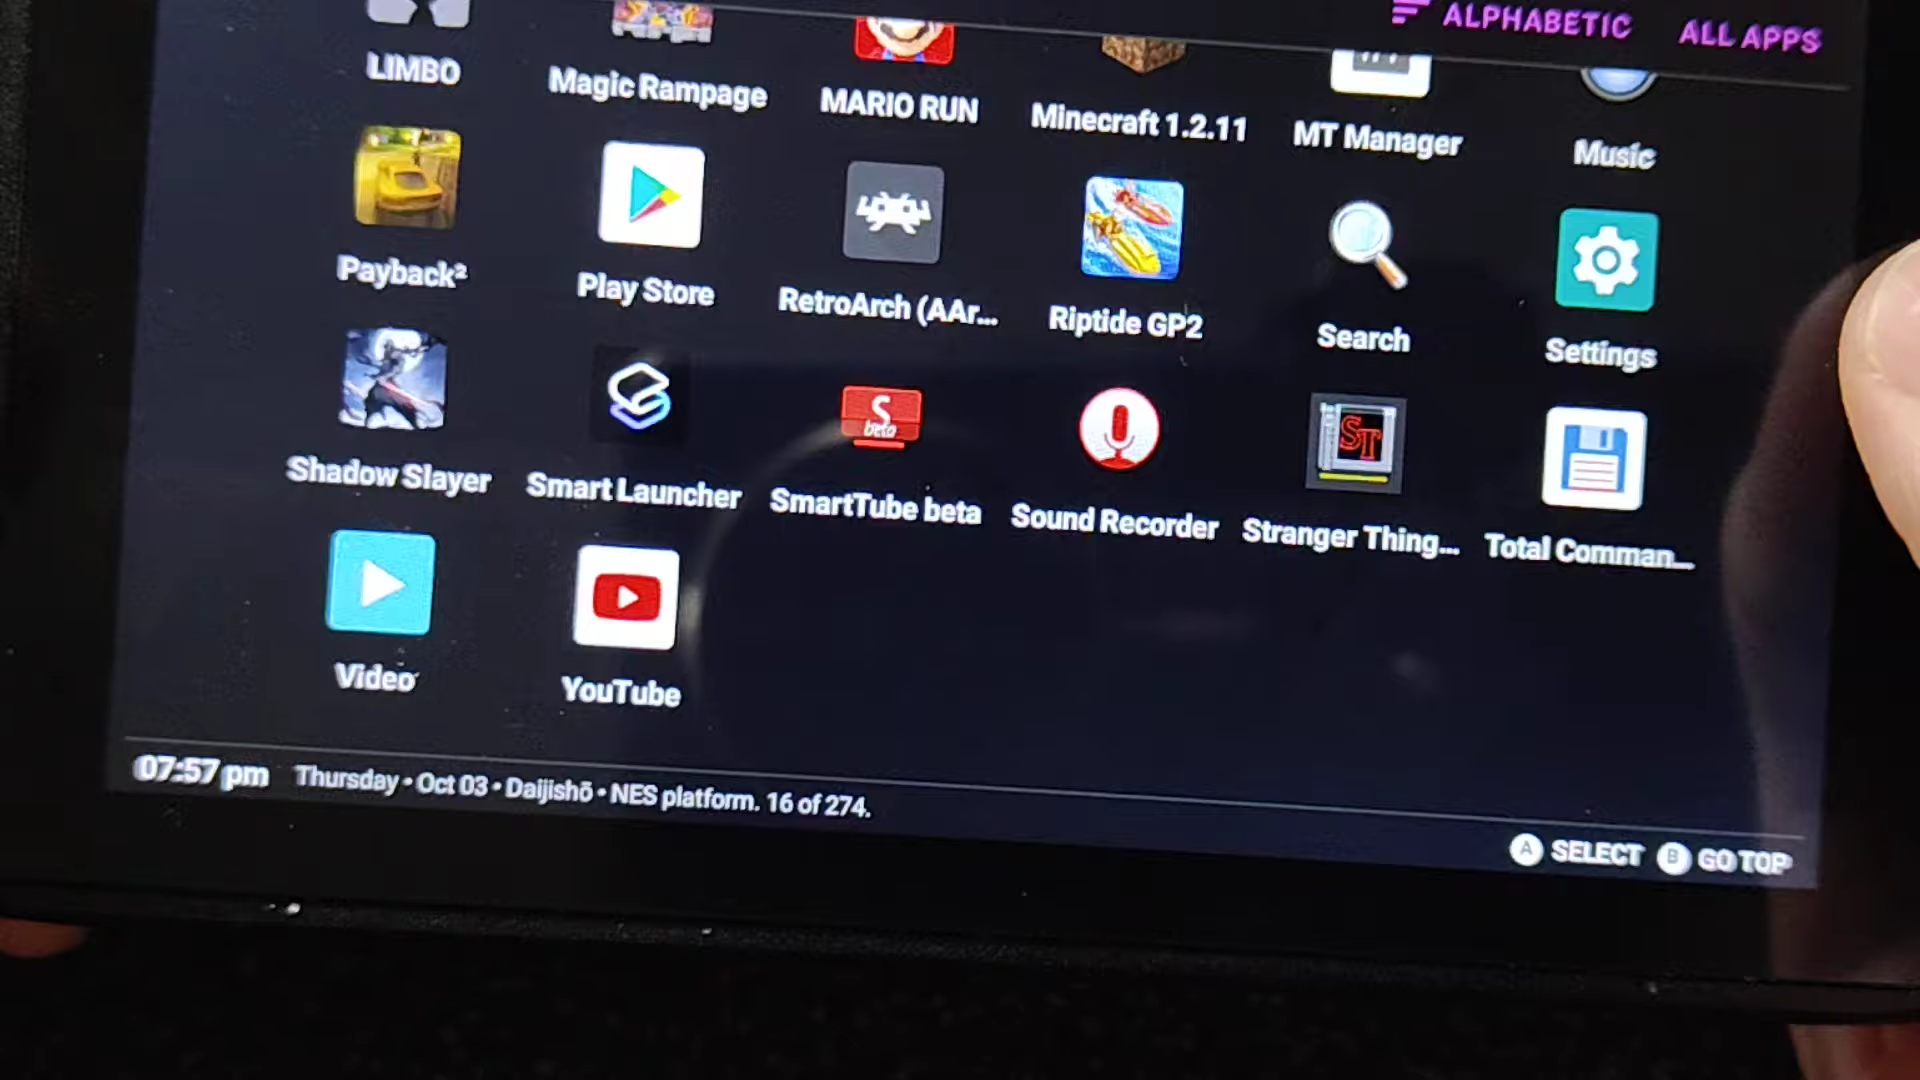 ALPHABETIC ALL APPS
LIMBO Magic Rampage MARIO RUN Minecraft 1.2.11 MT Manager Music
Payback² Play Store RetroArch (AAr... Riptide GP2 Search Settings
S
beta
ST
Shadow Slayer Smart Launcher SmartTube beta Sound Recorder Stranger Thing... Total Comman...
Video YouTube
07:57 pm Thursday • Oct 03 • Daijishō • NES platform. 16 of 274.
A SELECT B GO TOP